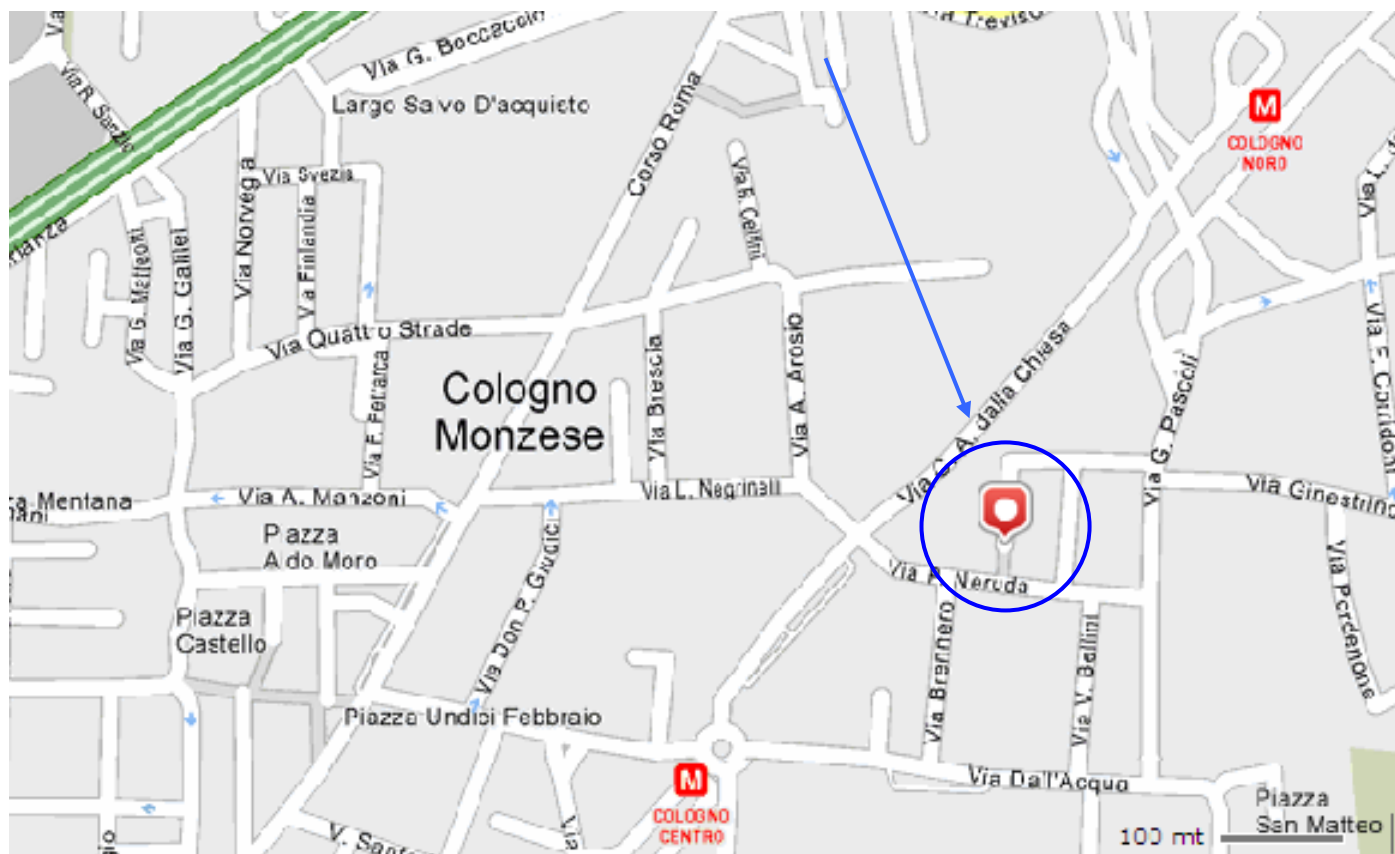 Via Treviso
Via G. Boccaccio
Via R. Sanzio
Largo Salvo D'acquisto
M
COLOGNO
NORD
Corso Roma
Via Svezia
Via Norvegia
Via Finlandia
Via B. Cellini
Via G. Matteotti
Via G. Galilei
Via Quattro Strade
Via F. Petrarca
Cologno
Monzese
Via Brescia
Via A. Arosio
Via C. A. dalla Chiesa
Via G. Pascoli
Via F. Corridoni
Mentana
Via A. Manzoni
Via L. Negrinelli
Via Ginestrino
Piazza
Aldo Moro
Via Don P. Giudici
Via P. Neruda
Via Pordenone
Piazza
Castello
Via Brennero
Via V. Bellini
Piazza Undici Febbraio
M
COLOGNO
CENTRO
Via
Via Dall'Acquo
Piazza
San Matteo
100 mt